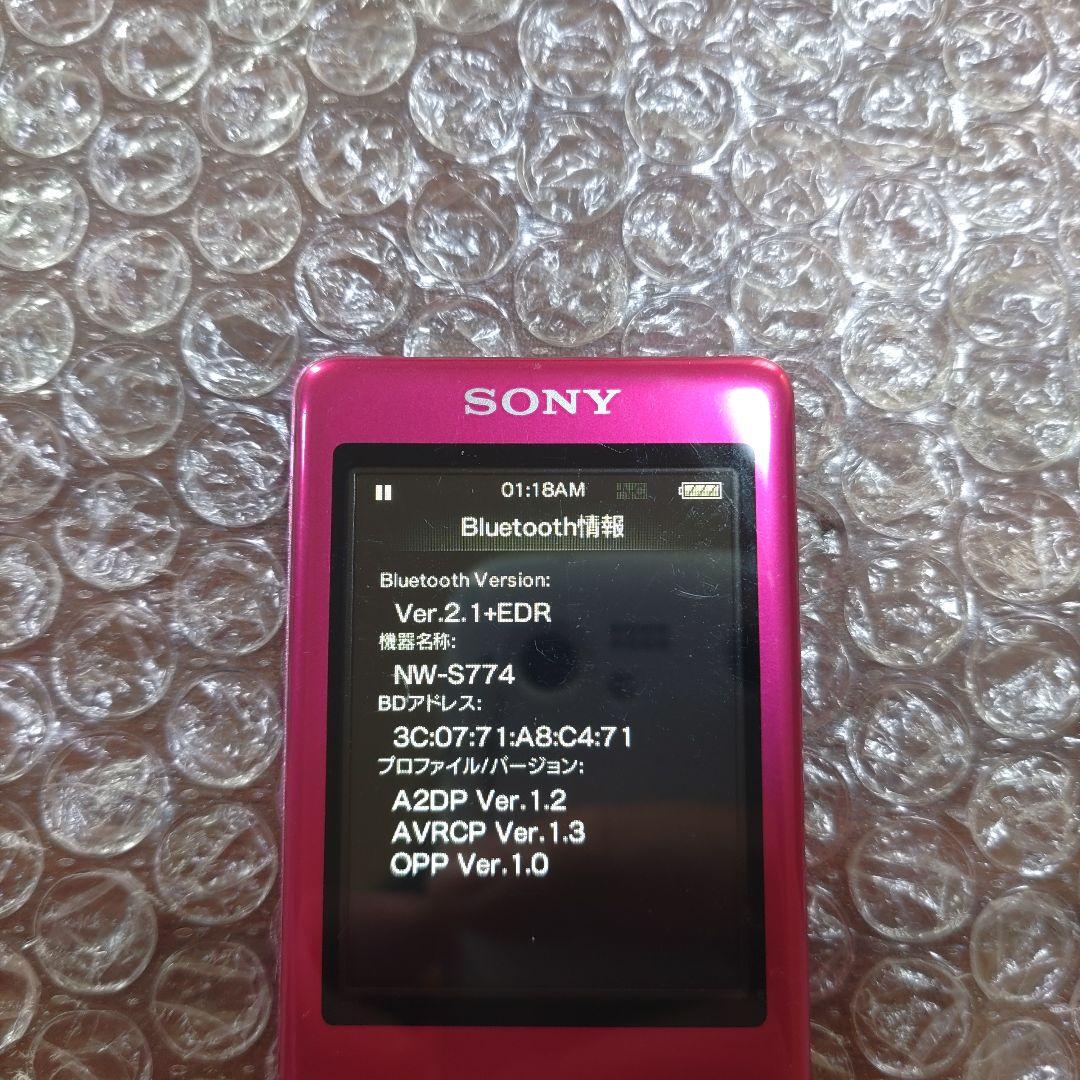 SONY
01:18AM
Bluetooth情報
Bluetooth Version:
Ver.2.1+EDR
機器名称:
NW-S774
BDアドレス:
3C:07:71:A8:C4:71
プロファイル/バージョン:
A2DP Ver.1.2
AVRCP Ver.1.3
OPP Ver.1.0